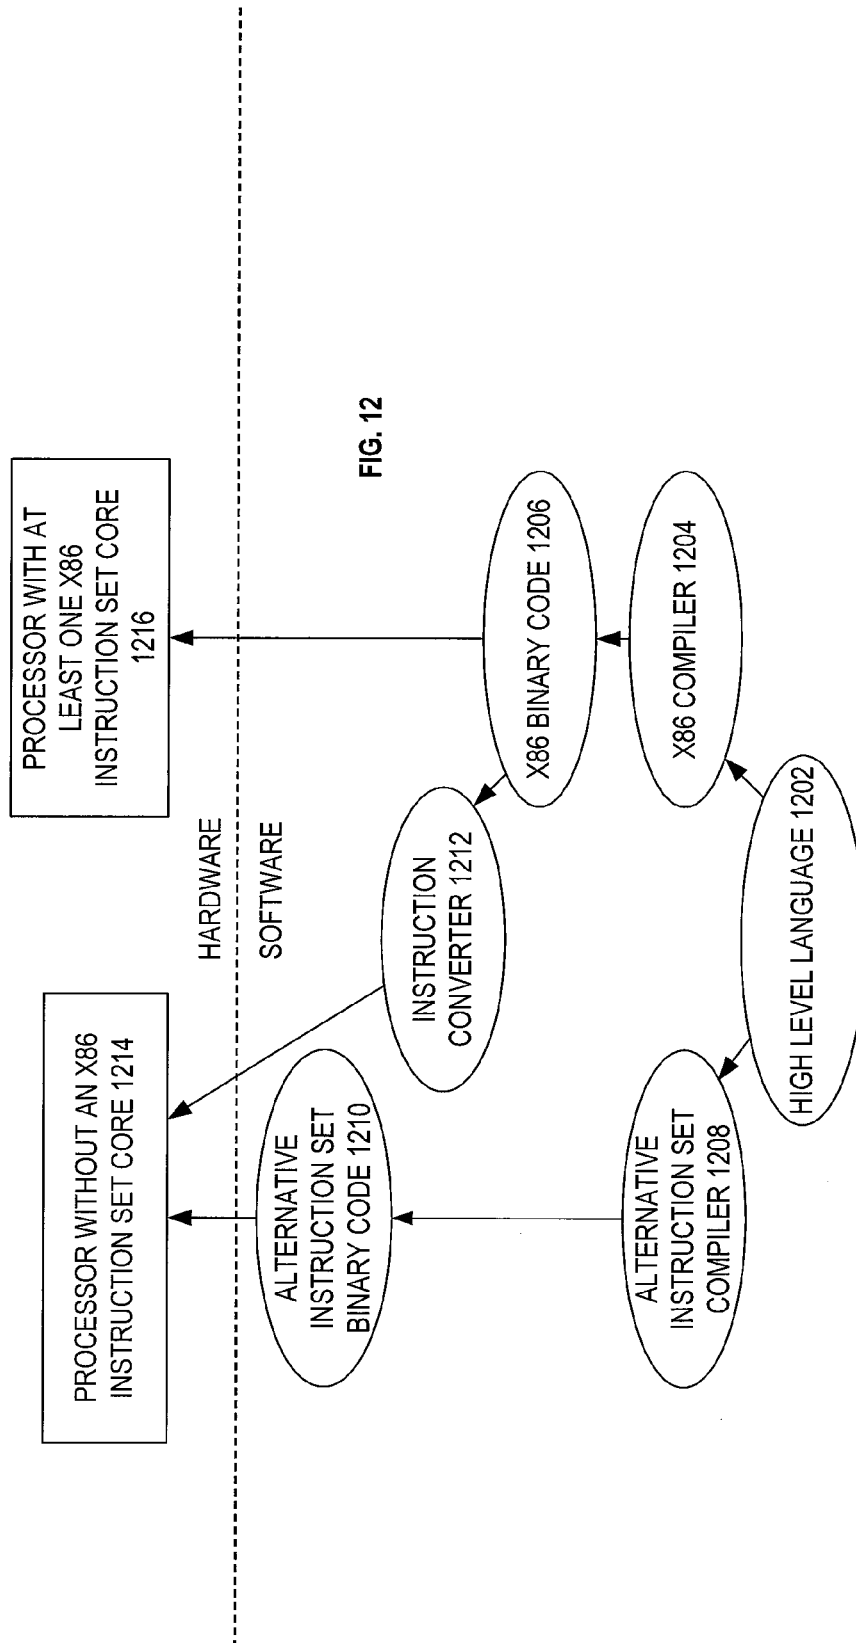 PROCESSOR WITHOUT AN X86
INSTRUCTION SET CORE 1214
PROCESSOR WITH AT
LEAST ONE X86
INSTRUCTION SET CORE
1216
HARDWARE
SOFTWARE
ALTERNATIVE
INSTRUCTION SET
BINARY CODE 1210
INSTRUCTION
CONVERTER 1212
FIG. 12
X86 BINARY CODE 1206
ALTERNATIVE
INSTRUCTION SET
COMPILER 1208
X86 COMPILER 1204
HIGH LEVEL LANGUAGE 1202